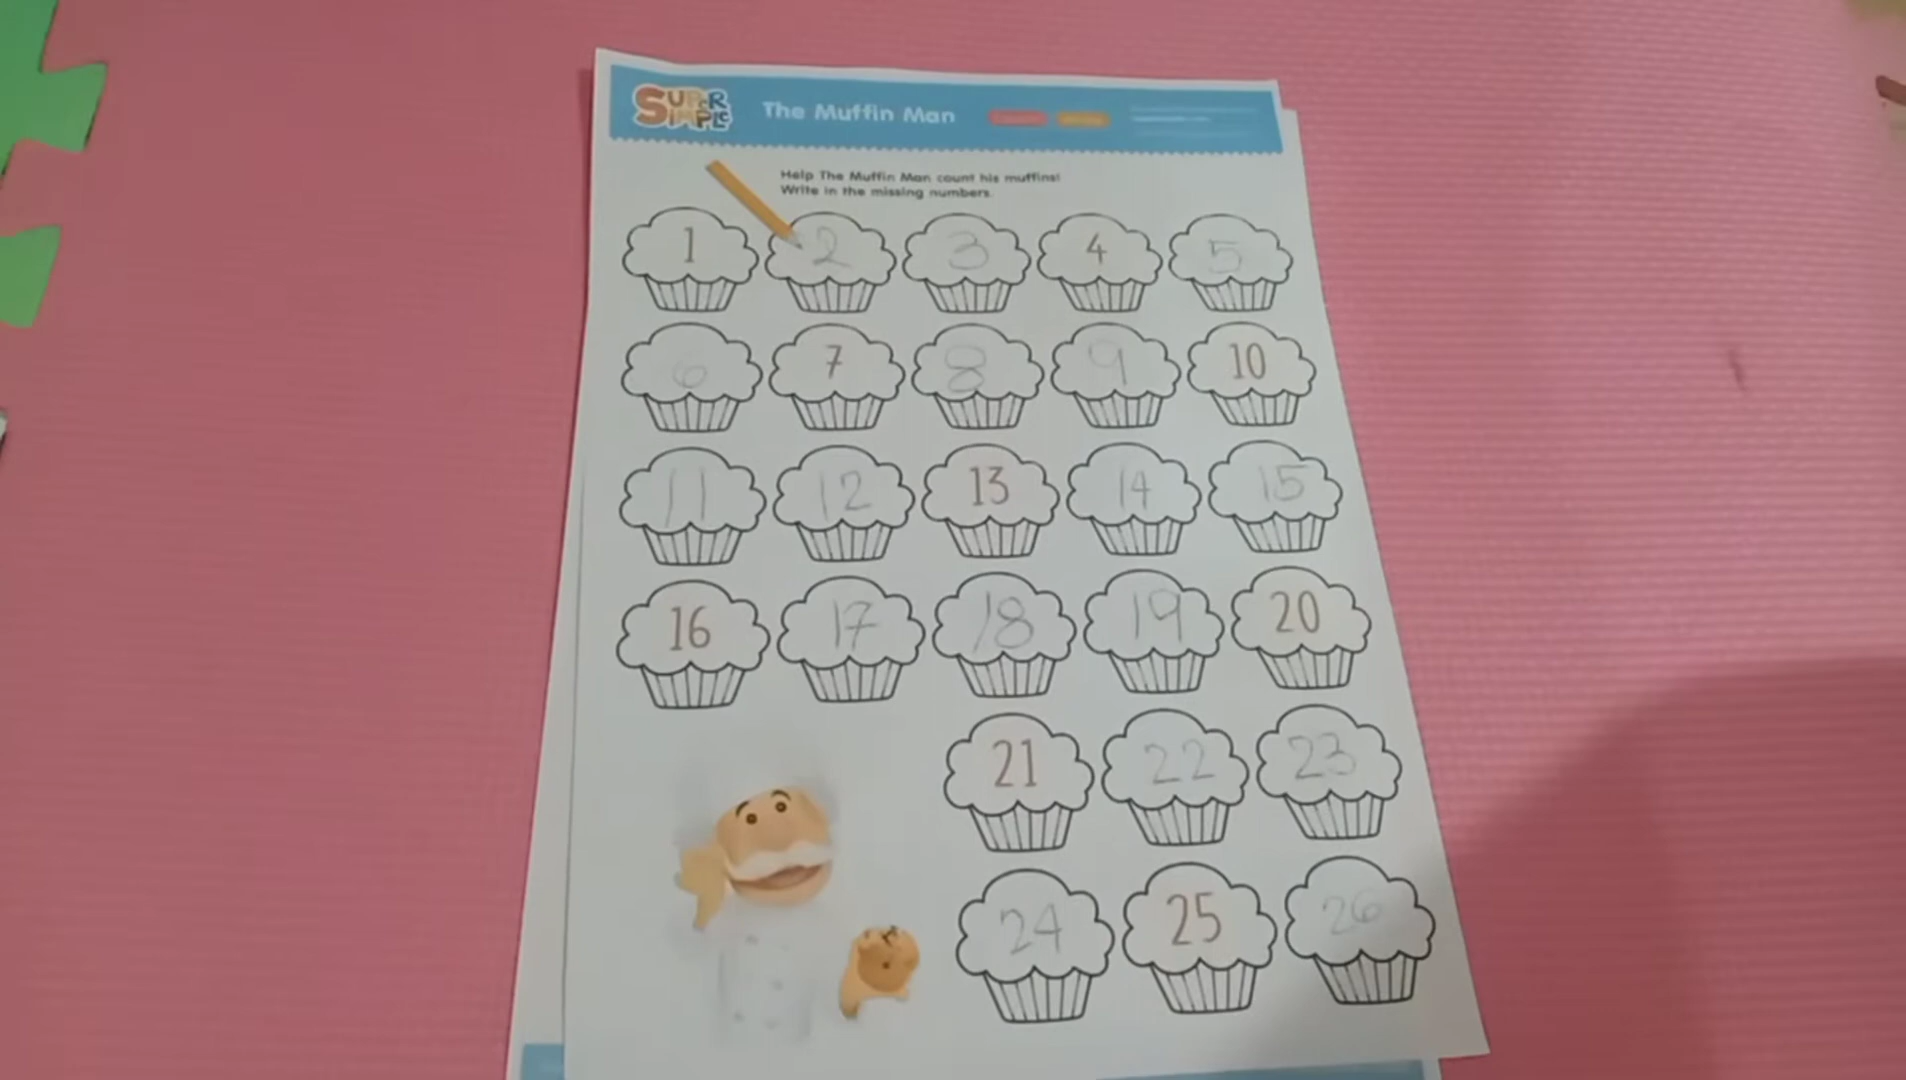 SUPER
SIMPLE
The Muffin Man
Help The Muffin Man count his muffins!
Write in the missing numbers.
1 2 3 4 5
6 7 8 9 10
11 12 13 14 15
16 17 18 19 20
21 22 23
24 25 26